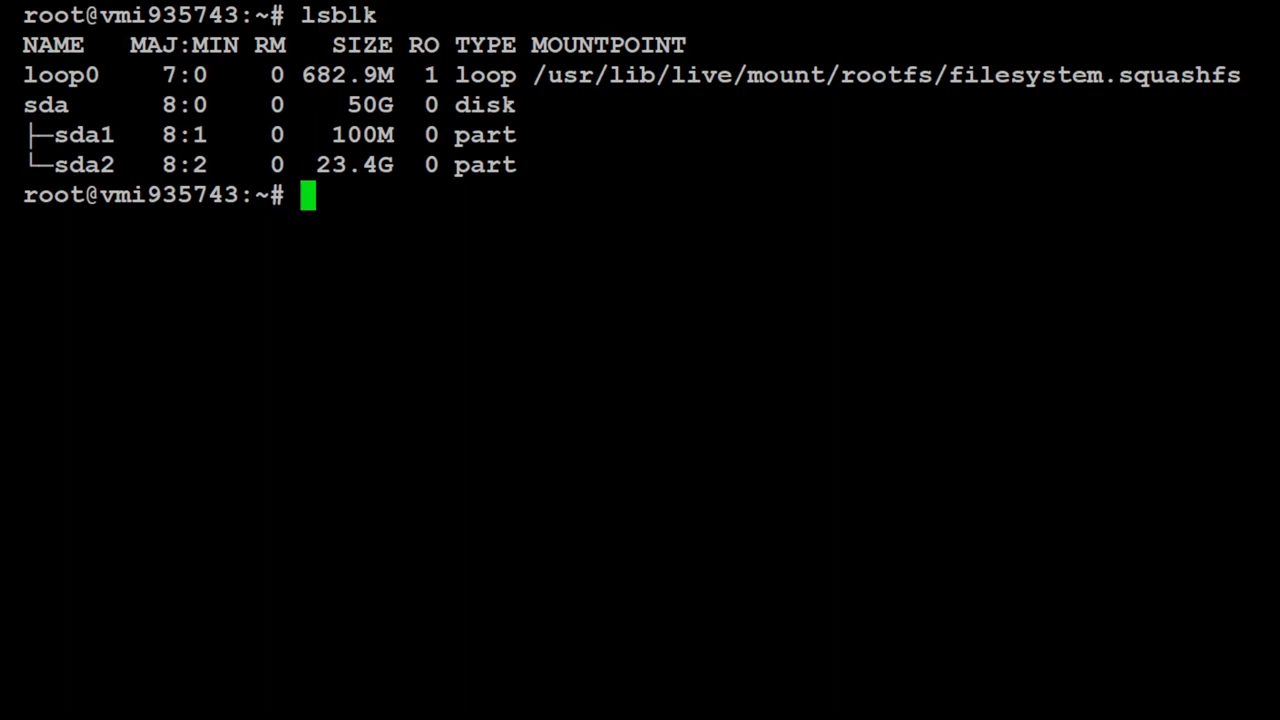 root@vmi935743:~# lsblk
NAME   MAJ:MIN RM   SIZE RO TYPE MOUNTPOINT
loop0    7:0    0 682.9M  1 loop /usr/lib/live/mount/rootfs/filesystem.squashfs
sda      8:0    0    50G  0 disk
├─sda1   8:1    0   100M  0 part
└─sda2   8:2    0  23.4G  0 part
root@vmi935743:~#